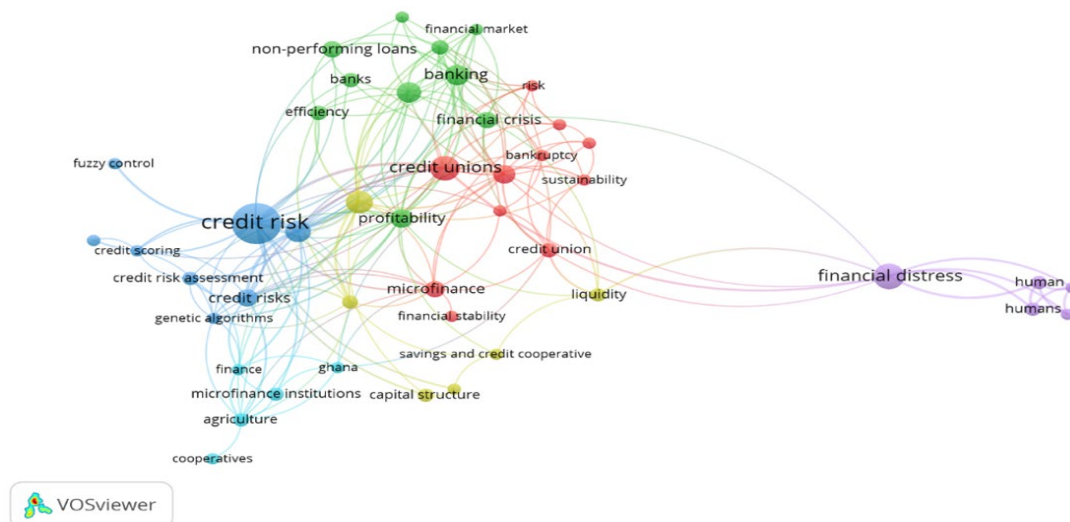 financial market
non-performing loans
banking
banks
risk
efficiency
financial crisis
fuzzy control
bankruptcy
credit unions
sustainability
credit risk
profitability
credit scoring
credit union
credit risk assessment
financial distress
human
microfinance
liquidity
credit risks
humans
genetic algorithms
financial stability
savings and credit cooperative
finance
ghana
microfinance institutions
capital structure
agriculture
cooperatives
VOSviewer